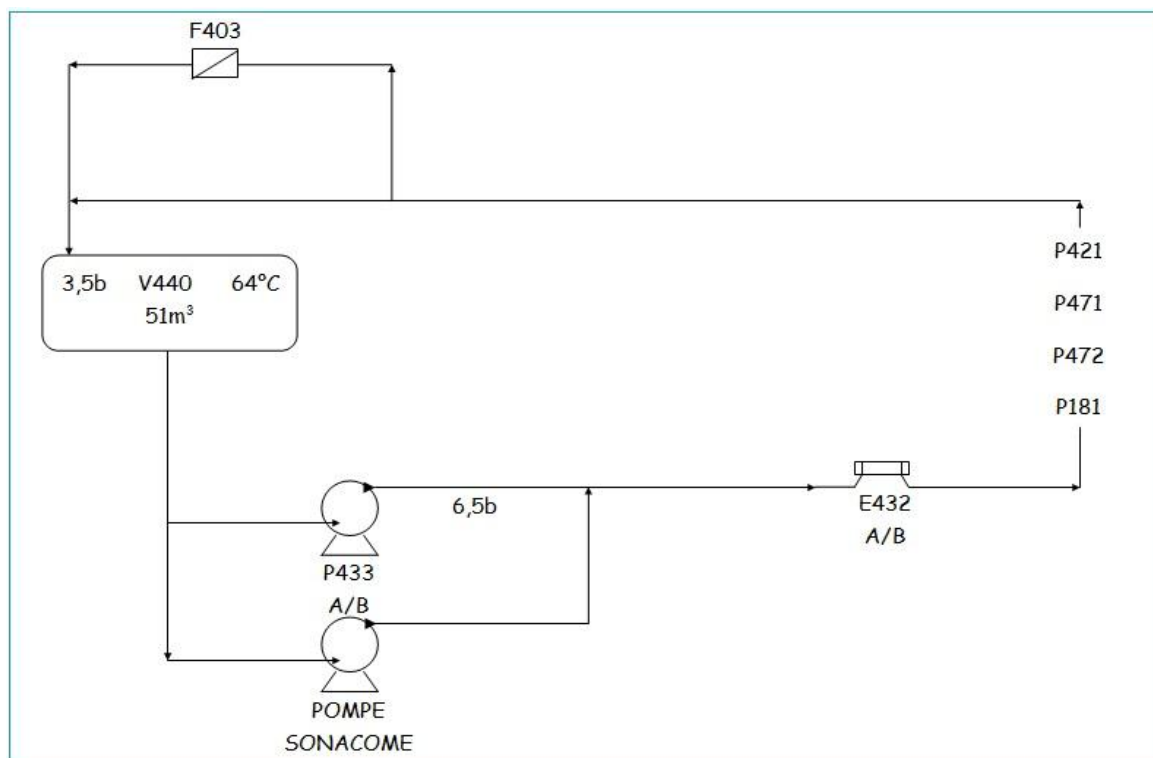 F403
3,5b V440 64°C
51m³
P421
P471
P472
P181
6,5b
E432
A/B
P433
A/B
POMPE
SONACOME